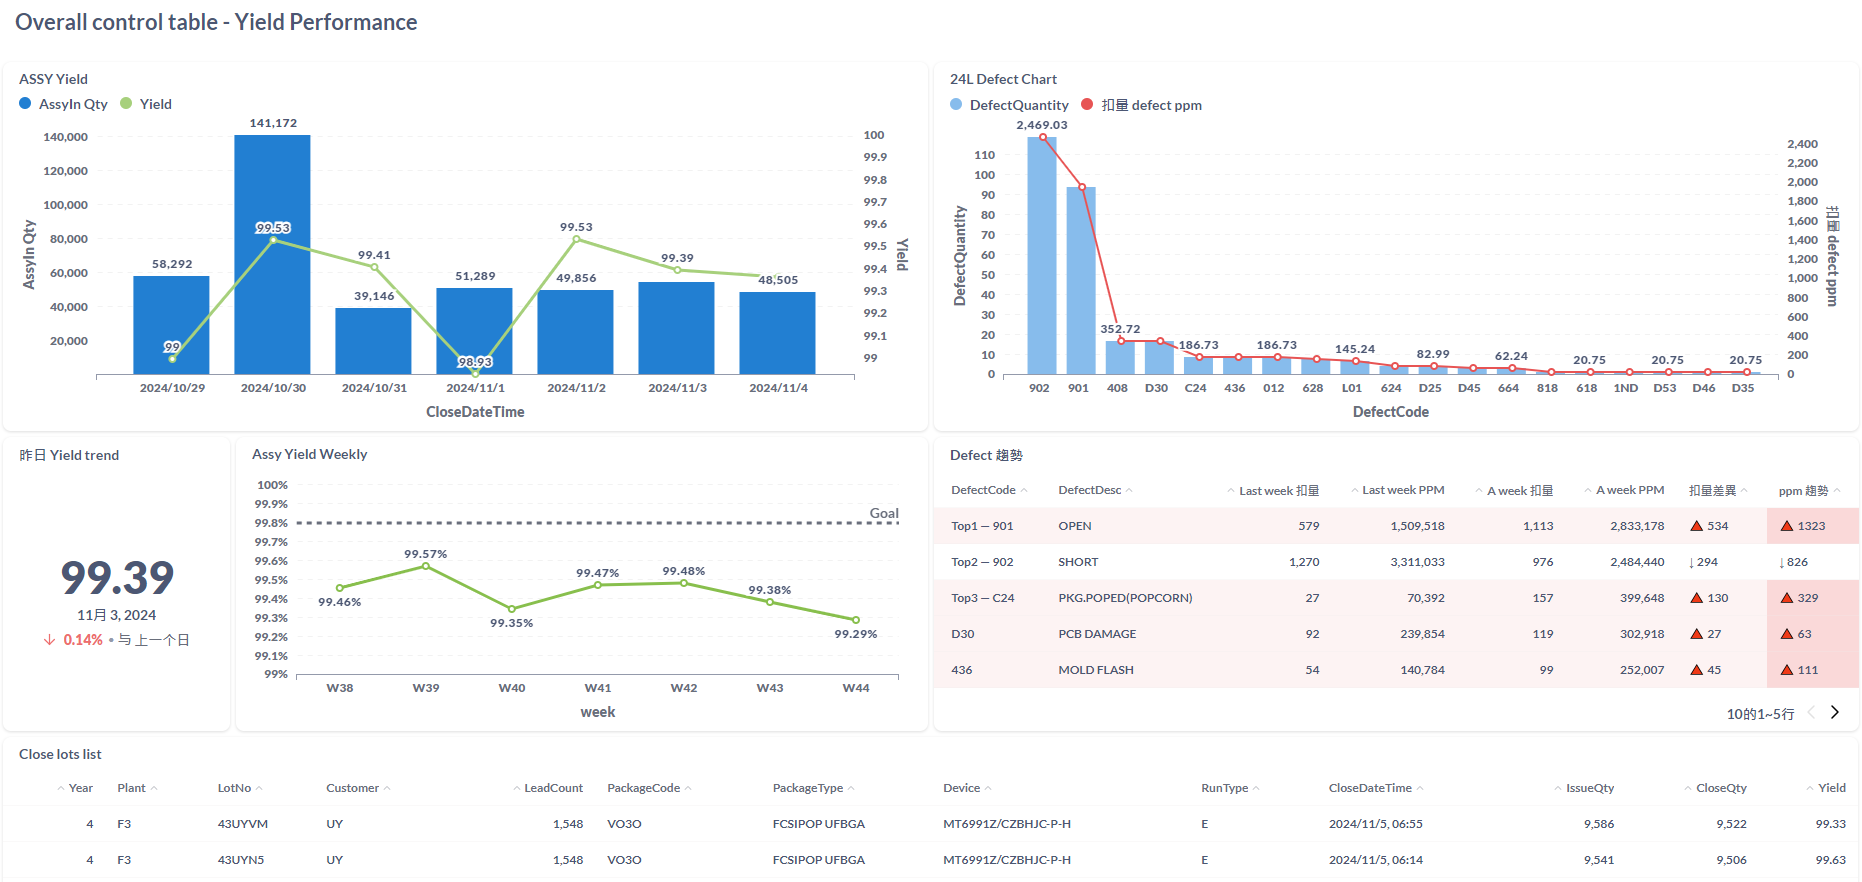 Overall control table - Yield Performance
ASSY Yield
AssyIn Qty Yield
141,172
140,000
120,000
100,000
80,000
60,000
40,000
20,000
AssyIn Qty
58,292
99
99.53
99.41
39,146
51,289
98.93
99.53
49,856
99.39
48,505
100
99.9
99.8
99.7
99.6
99.5
99.4
99.3
99.2
99.1
99
Yield
2024/10/29 2024/10/30 2024/10/31 2024/11/1 2024/11/2 2024/11/3 2024/11/4
CloseDateTIme
24L Defect Chart
DefectQuantity 扣量 defect ppm
2,469.03
110
100
90
80
70
60
50
40
30
20
10
0
DefectQuantity
352.72
186.73 186.73 145.24 82.99 62.24 20.75 20.75 20.75
2,400
2,200
2,000
1,800
1,600
1,400
1,200
1,000
800
600
400
200
0
扣量 defect ppm
902 901 408 D30 C24 436 012 628 L01 624 D25 D45 664 818 618 1ND D53 D46 D35
DefectCode
昨日 Yield trend
99.39
11月 3, 2024
↓ 0.14% • 与 上一个日
Assy Yield Weekly
100%
99.9%
99.8%
99.7%
99.6%
99.5%
99.4%
99.3%
99.2%
99.1%
99%
Goal
99.46%
99.57%
99.35%
99.47%
99.48%
99.38%
99.29%
W38 W39 W40 W41 W42 W43 W44
week
Defect 趨勢
DefectCode DefectDesc Last week 扣量 Last week PPM A week 扣量 A week PPM 扣量差異 ppm 趨勢
Top1 — 901 OPEN 579 1,509,518 1,113 2,833,178 🔺 534 🔺 1323
Top2 — 902 SHORT 1,270 3,311,033 976 2,484,440 ↓ 294 ↓ 826
Top3 — C24 PKG.POPED(POPCORN) 27 70,392 157 399,648 🔺 130 🔺 329
D30 PCB DAMAGE 92 239,854 119 302,918 🔺 27 🔺 63
436 MOLD FLASH 54 140,784 99 252,007 🔺 45 🔺 111
10的1~5行
Close lots list
Year Plant LotNo Customer LeadCount PackageCode PackageType Device RunType CloseDateTime IssueQty CloseQty Yield
4 F3 43UYVM UY 1,548 VO3O FCSIPOP UFBGA MT6991Z/CZBHJC-P-H E 2024/11/5, 06:55 9,586 9,522 99.33
4 F3 43UYN5 UY 1,548 VO3O FCSIPOP UFBGA MT6991Z/CZBHJC-P-H E 2024/11/5, 06:14 9,541 9,506 99.63